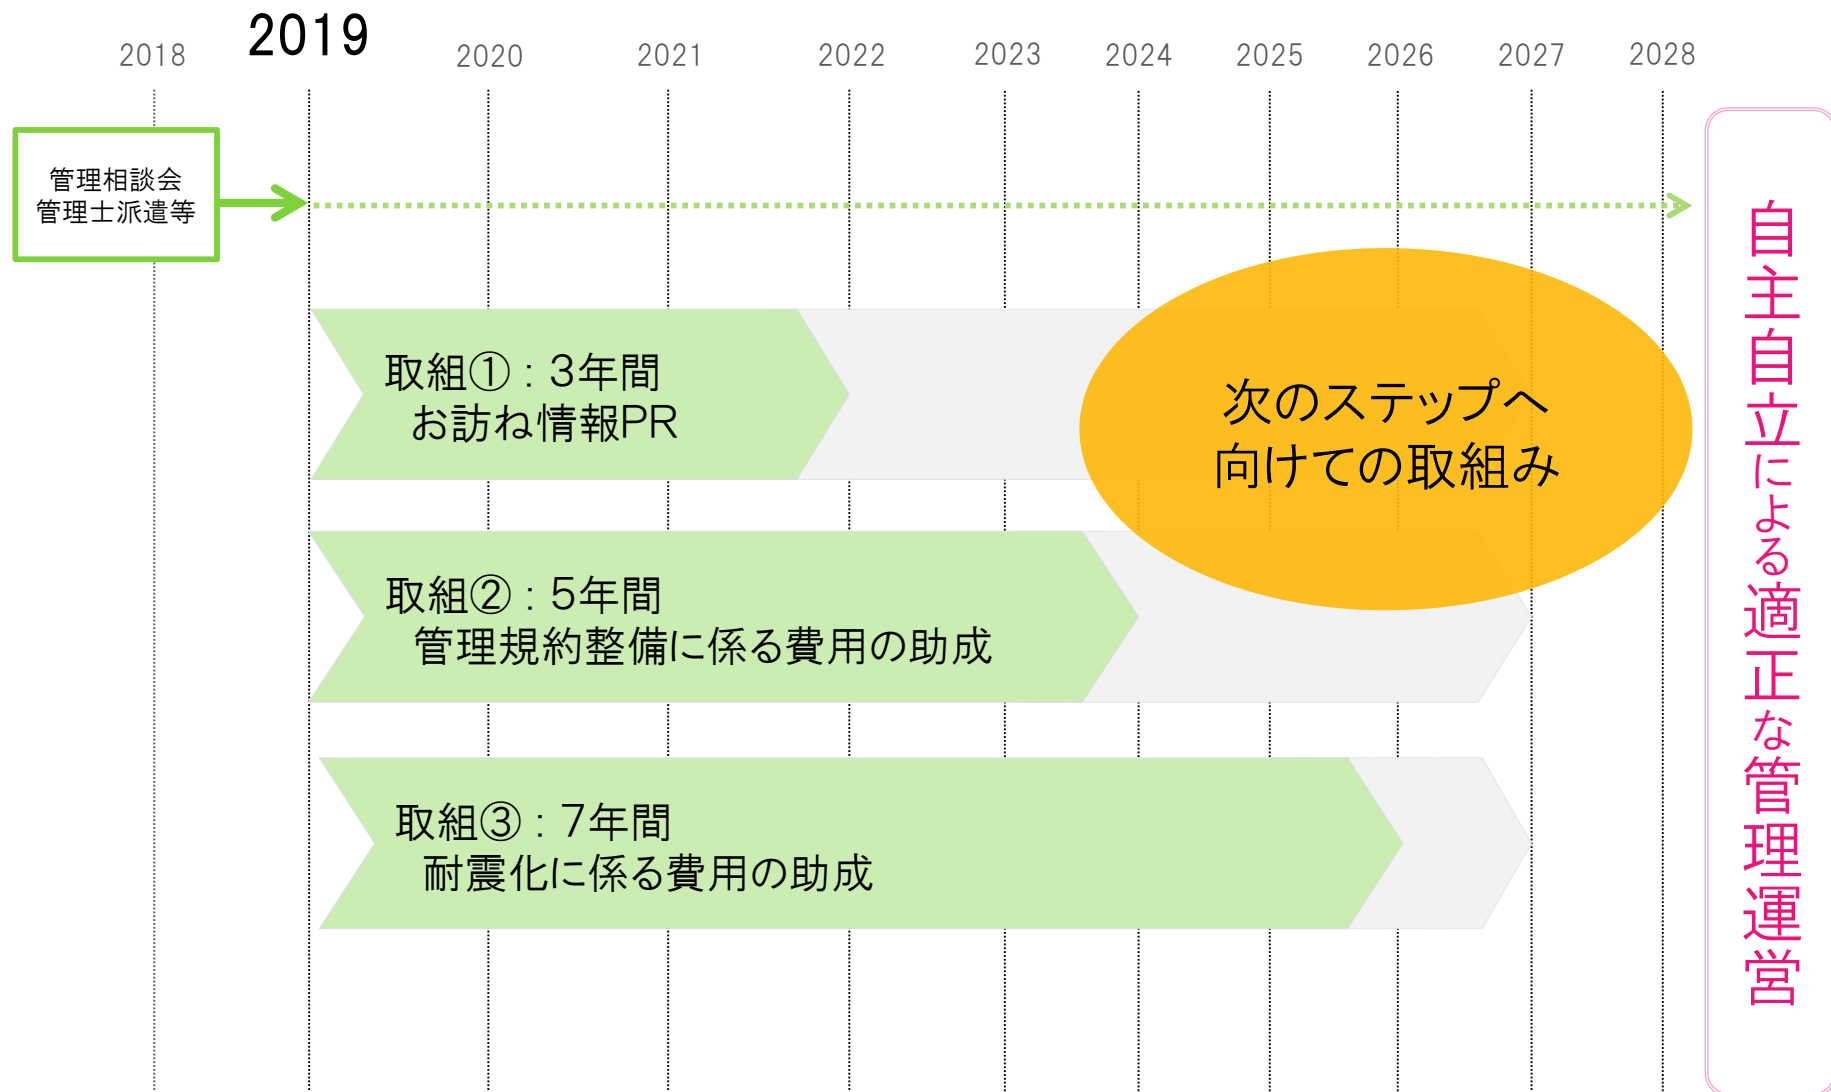 2018 2019 2020 2021 2022 2023 2024 2025 2026 2027 2028
管理相談会
管理士派遣等
取組①：3年間
お訪ね情報PR
次のステップへ
向けての取組み
取組②：5年間
管理規約整備に係る費用の助成
取組③：7年間
耐震化に係る費用の助成
自主自立による適正な管理運営